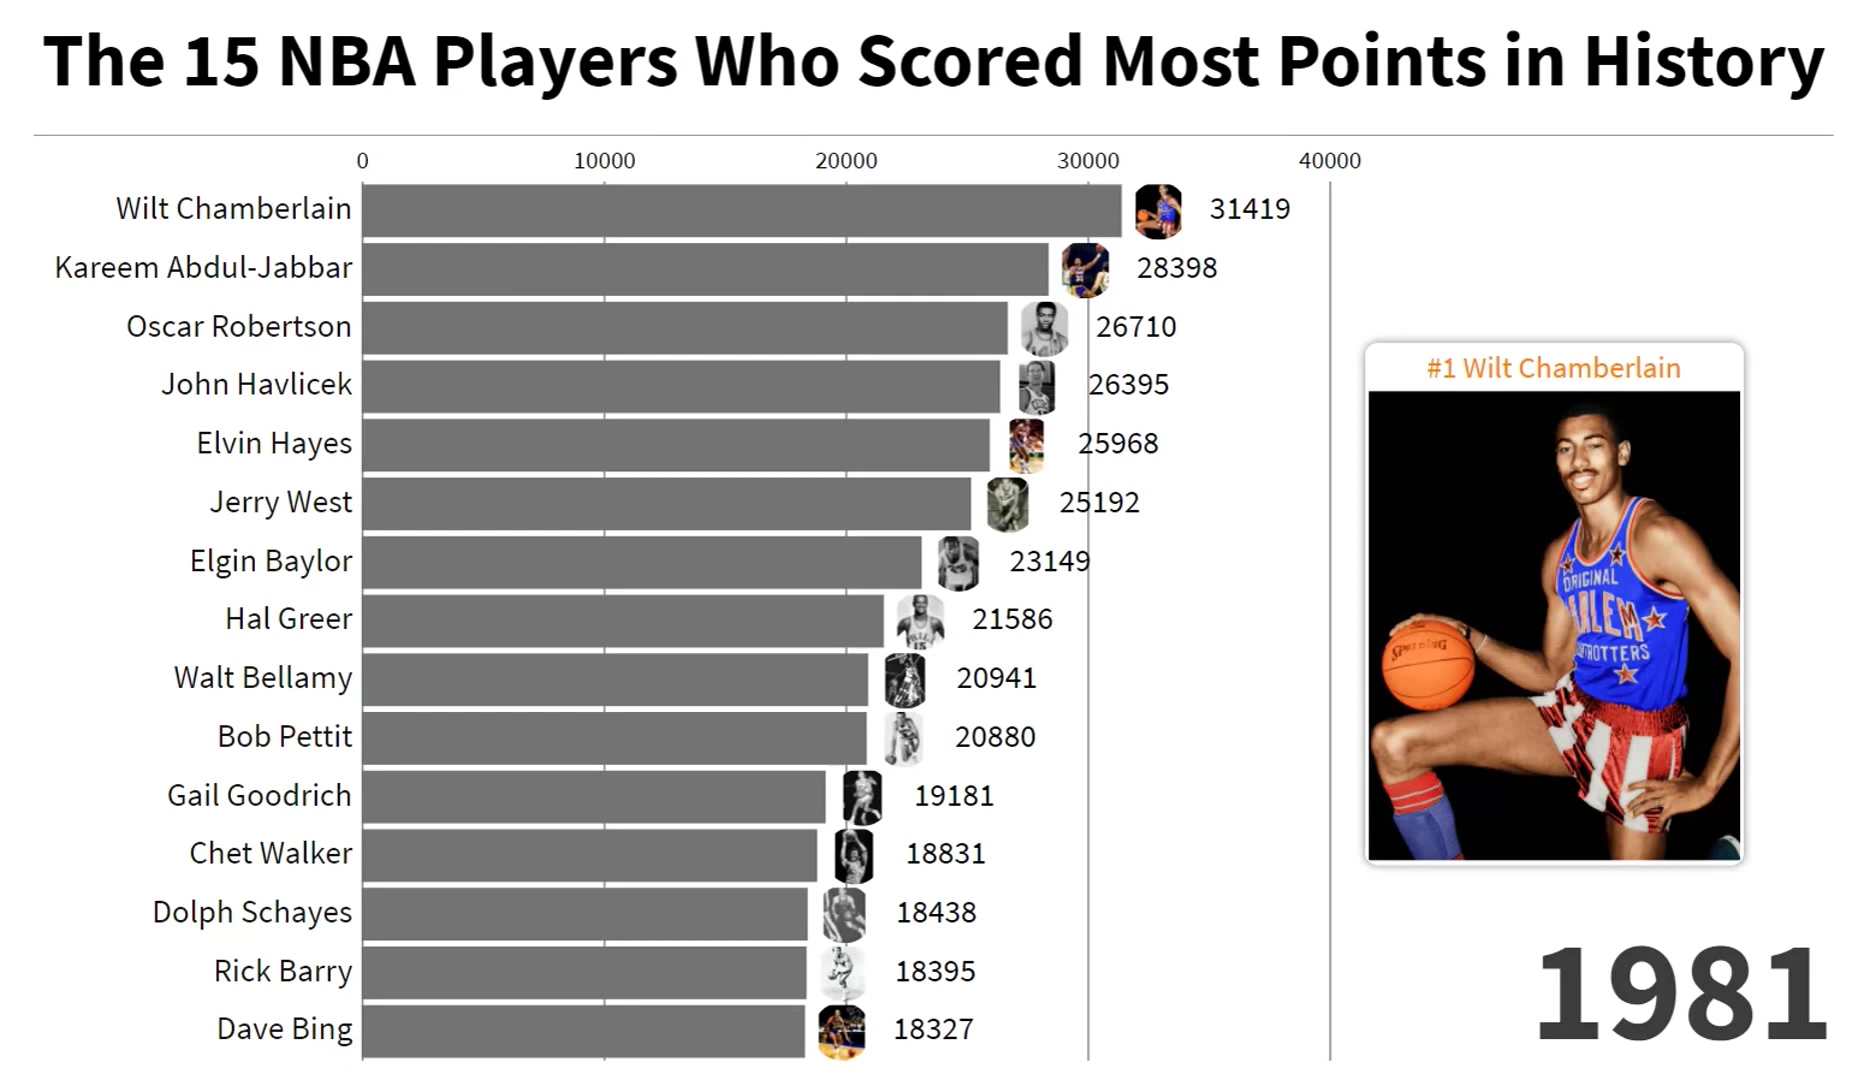 The 15 NBA Players Who Scored Most Points in History
0 10000 20000 30000 40000
Wilt Chamberlain 31419
Kareem Abdul-Jabbar 28398
Oscar Robertson 26710
John Havlicek 26395
Elvin Hayes 25968
Jerry West 25192
Elgin Baylor 23149
Hal Greer 21586
Walt Bellamy 20941
Bob Pettit 20880
Gail Goodrich 19181
Chet Walker 18831
Dolph Schayes 18438
Rick Barry 18395
Dave Bing 18327
#1 Wilt Chamberlain
ORIGINAL
ARLEM
TROTTERS
SPALDING
1981